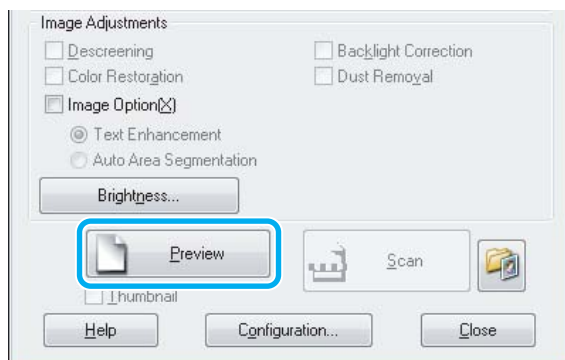 Image Adjustments
Descreening Backlight Correction
Color Restoration Dust Removal
Image Option(X)
Text Enhancement
Auto Area Segmentation
Brightness...
Preview Scan
Thumbnail
Help Configuration... Close